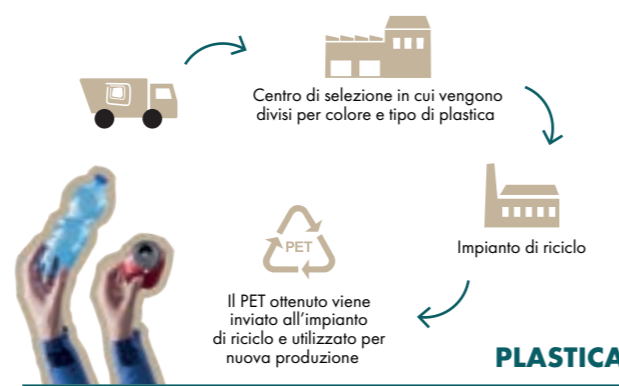 Centro di selezione in cui vengono
divisi per colore e tipo di plastica
Impianto di riciclo
PET
Il PET ottenuto viene
inviato all'impianto
di riciclo e utilizzato per
nuova produzione
PLASTICA